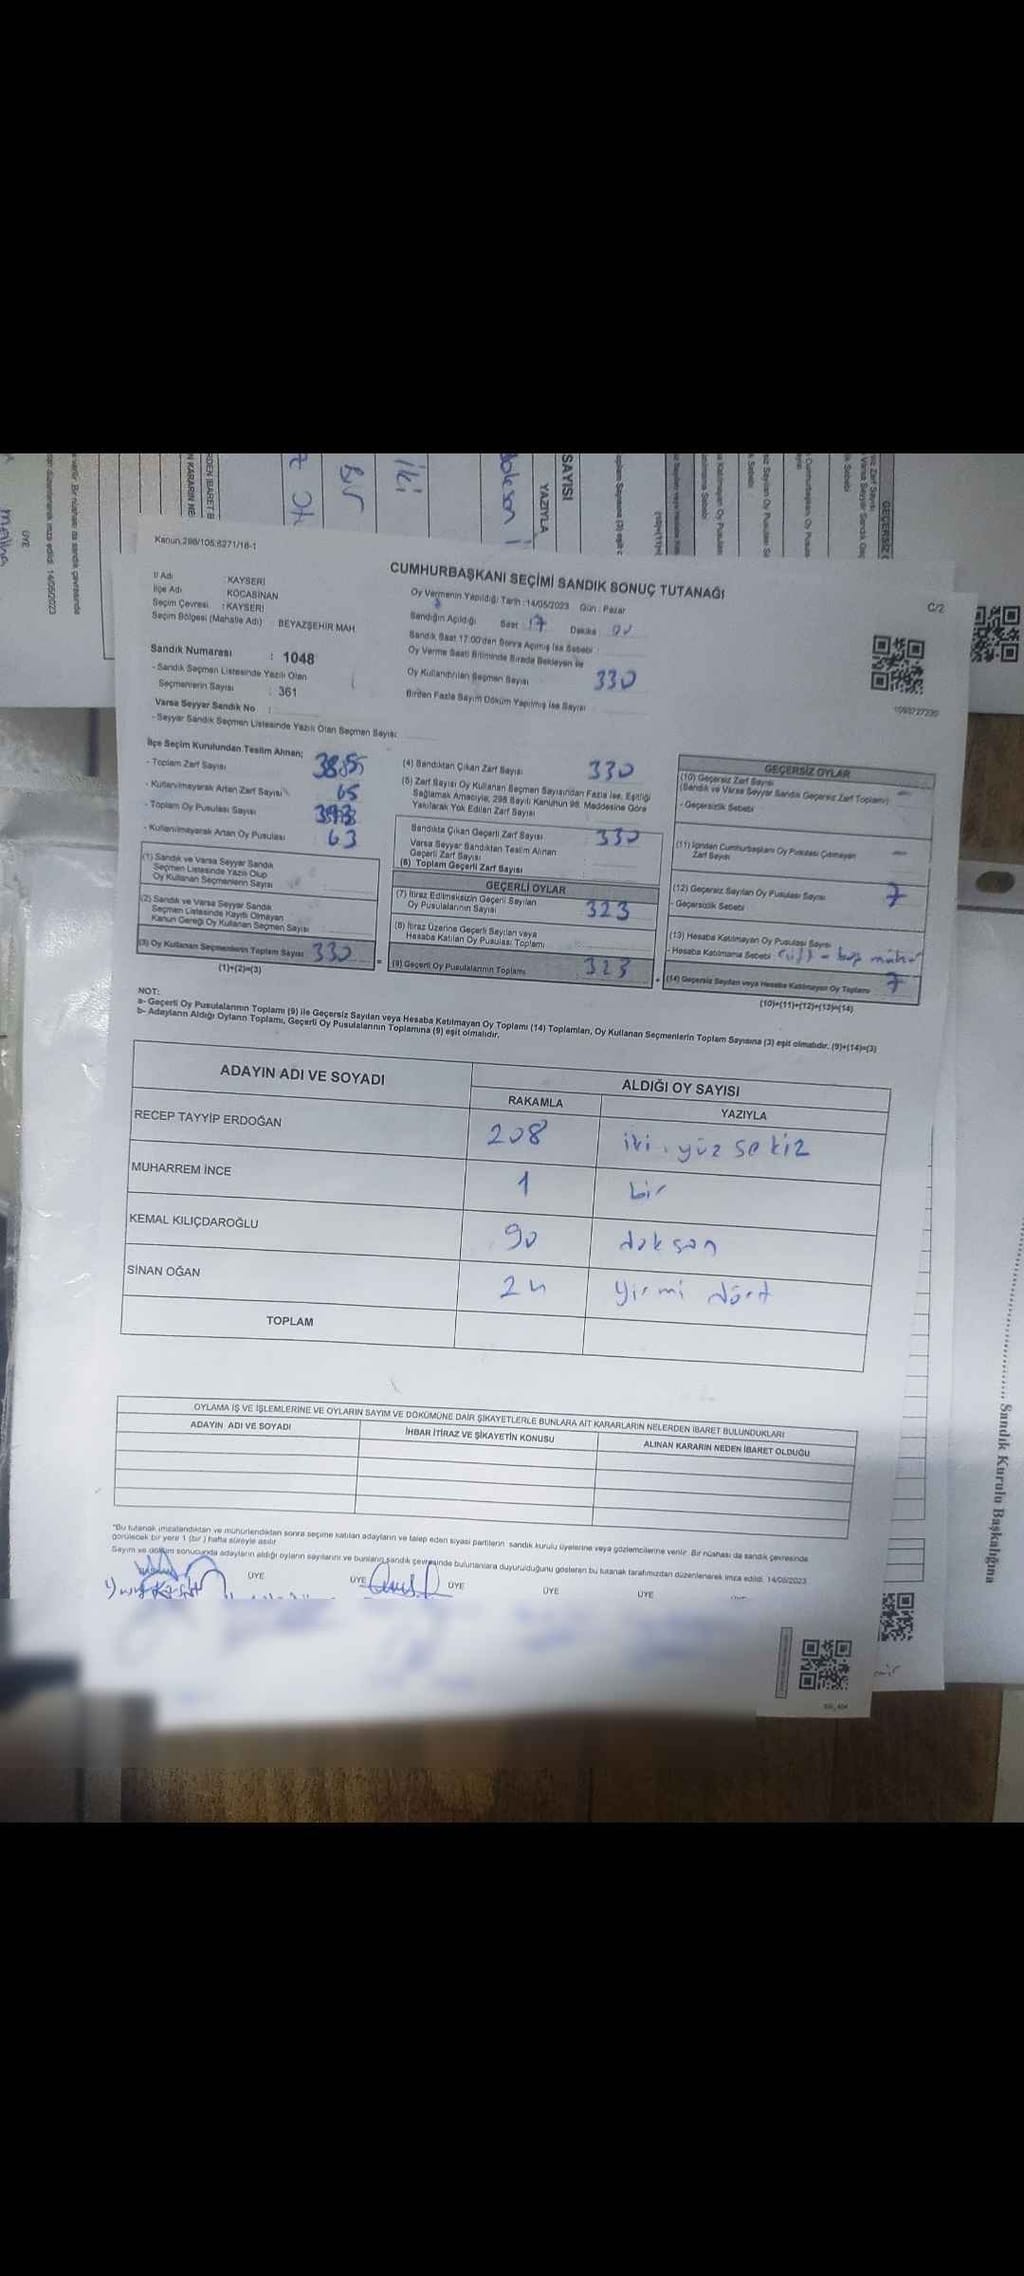 Kanun:298/105,6271/18-1
CUMHURBAŞKANI SEÇİMİ SANDIK SONUÇ TUTANAĞI
C/2
İl Adı : KAYSERİ
İlçe Adı : KOCASİNAN
Seçim Çevresi : KAYSERİ
Seçim Bölgesi (Mahalle Adı) BEYAZŞEHİR MAH
Sandık Numarası : 1048
- Sandık Seçmen Listesinde Yazılı Olan
Seçmenlerin Sayısı : 361
Varsa Seyyar Sandık No :
- Seyyar Sandık Seçmen Listesinde Yazılı Olan Seçmen Sayısı:
Oy Vermenin Yapıldığı Tarih : 14/05/2023 Gün : Pazar
Sandığın Açıldığı Saat 17 Dakika 00
Sandık Saat 17:00'den Sonra Açılmış İse Sebebi :
Oy Verme Saati Bitiminde Sırada Bekleyen ile
Oy Kullandırılan Seçmen Sayısı 330
Birden Fazla Sayım Döküm Yapılmış İse Sayısı
1093727220
İlçe Seçim Kurulundan Teslim Alınan;
- Toplam Zarf Sayısı
- Kullanılmayarak Artan Zarf Sayısı 65
- Toplam Oy Pusulası Sayısı
- Kullanılmayarak Artan Oy Pusulası 63
(1) Sandık ve Varsa Seyyar Sandık
Seçmen Listesinde Yazılı Olup
Oy Kullanan Seçmenlerin Sayısı
(2) Sandık ve Varsa Seyyar Sandık
Seçmen Listesinde Kayıtlı Olmayan
Kanun Gereği Oy Kullanan Seçmen Sayısı
(3) Oy Kullanan Seçmenlerin Toplam Sayısı 330
(1)+(2)=(3)
(4) Sandıktan Çıkan Zarf Sayısı 330
(5) Zarf Sayısı Oy Kullanan Seçmen Sayısından Fazla İse, Eşitliği
Sağlamak Amacıyla, 298 Sayılı Kanunun 98. Maddesine Göre
Yakılarak Yok Edilen Zarf Sayısı
Sandıkta Çıkan Geçerli Zarf Sayısı 330
Varsa Seyyar Sandıktan Teslim Alınan
Geçerli Zarf Sayısı
(6) Toplam Geçerli Zarf Sayısı
GEÇERLİ OYLAR
(7) İtiraz Edilmeksizin Geçerli Sayılan
Oy Pusulalarının Sayısı 323
(8) İtiraz Üzerine Geçerli Sayılan veya
Hesaba Katılan Oy Pusulası Toplamı
(9) Geçerli Oy Pusulalarının Toplamı 323
GEÇERSİZ OYLAR
(10) Geçersiz Zarf Sayısı
(Sandık ve Varsa Seyyar Sandık Geçersiz Zarf Toplamı)
- Geçersizlik Sebebi
(11) İçinden Cumhurbaşkanı Oy Pusulası Çıkmayan
Zarf Sayısı
(12) Geçersiz Sayılan Oy Pusulası Sayısı 7
- Geçersizlik Sebebi
(13) Hesaba Katılmayan Oy Pusulası Sayısı
- Hesaba Katılmama Sebebi çift - boş mühür
(14) Geçersiz Sayılan veya Hesaba Katılmayan Oy Toplamı 7
(10)+(11)+(12)+(13)=(14)
NOT:
a- Geçerli Oy Pusulalarının Toplamı (9) ile Geçersiz Sayılan veya Hesaba Katılmayan Oy Toplamı (14) Toplamları, Oy Kullanan Seçmenlerin Toplam Sayısına (3) eşit olmalıdır. (9)+(14)=(3)
b- Adayların Aldığı Oyların Toplamı, Geçerli Oy Pusulalarının Toplamına (9) eşit olmalıdır.
ADAYIN ADI VE SOYADI
ALDIĞI OY SAYISI
RAKAMLA YAZIYLA
RECEP TAYYİP ERDOĞAN 208 iki yüz sekiz
MUHARREM İNCE 1 bir
KEMAL KILIÇDAROĞLU 90 doksan
SİNAN OĞAN 24 yirmi dört
TOPLAM
OYLAMA İŞ VE İŞLEMLERİNE VE OYLARIN SAYIM VE DÖKÜMÜNE DAİR ŞİKAYETLERLE BUNLARA AİT KARARLARIN NELERDEN İBARET BULUNDUKLARI
ADAYIN ADI VE SOYADI İHBAR İTİRAZ VE ŞİKAYETİN KONUSU ALINAN KARARIN NEDEN İBARET OLDUĞU
"Bu tutanak imzalandıktan ve mühürlendikten sonra seçime katılan adayların ve talep eden siyasi partilerin sandık kurulu üyelerine veya gözlemcilerine verilir. Bir nüshası da sandık çevresinde
görülecek bir yere 1 (bir) hafta süreyle asılır
Sayım ve döküm sonucunda adayların aldığı oyların sayılarını ve bunların sandık çevresinde bulunanlara duyurulduğunu gösteren bu tutanak tarafımızdan düzenlenerek imza edildi. 14/05/2023
ÜYE ÜYE ÜYE ÜYE ÜYE
SAYISI
YAZIYLA
iki
Bir
Sandık Kurulu Başkanlığına